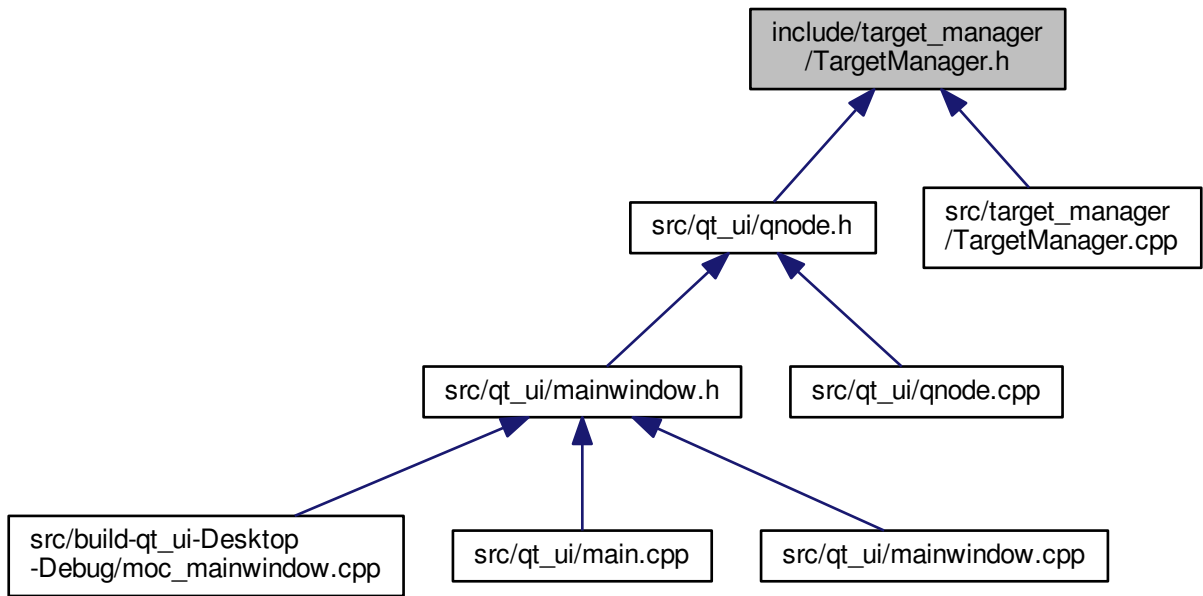 include/target_manager
/TargetManager.h
src/qt_ui/qnode.h
src/target_manager
/TargetManager.cpp
src/qt_ui/mainwindow.h
src/qt_ui/qnode.cpp
src/build-qt_ui-Desktop
-Debug/moc_mainwindow.cpp
src/qt_ui/main.cpp
src/qt_ui/mainwindow.cpp